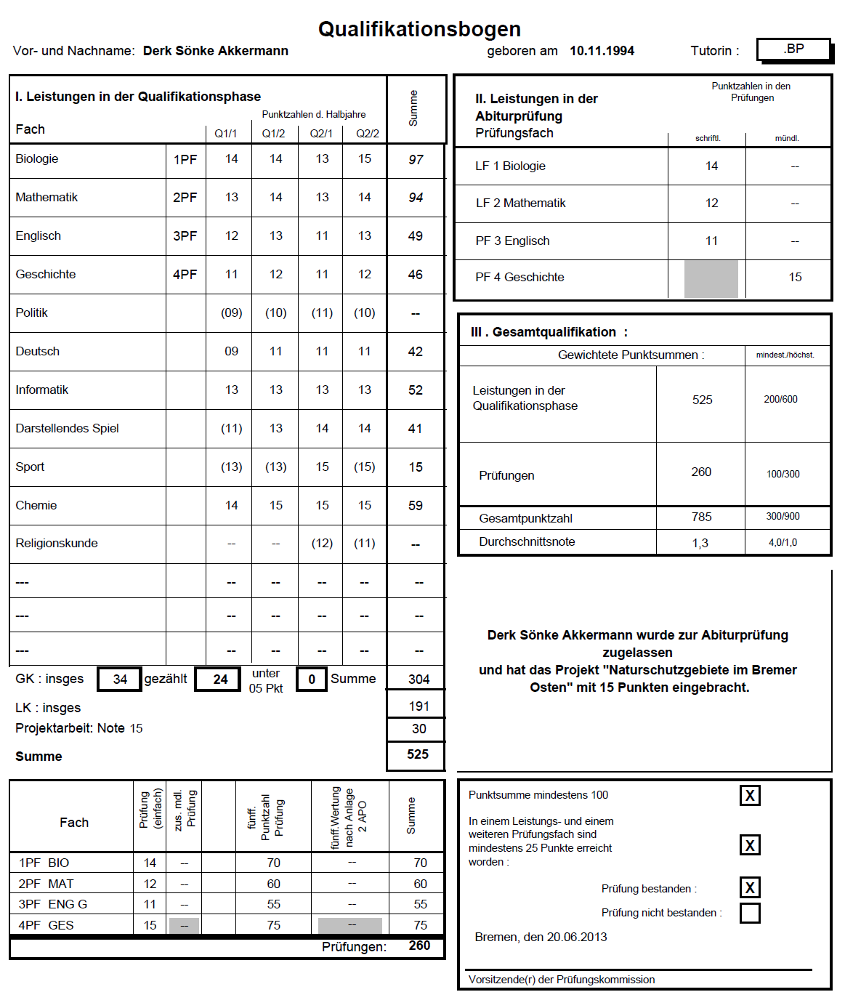 Qualifikationsbogen
Vor- und Nachname: Derk Sönke Akkermann geboren am 10.11.1994 Tutorin : .BP
I. Leistungen in der Qualifikationsphase
Summe
Punktzahlen d. Halbjahre
Fach Q1/1 Q1/2 Q2/1 Q2/2
Biologie 1PF 14 14 13 15 97
Mathematik 2PF 13 14 13 14 94
Englisch 3PF 12 13 11 13 49
Geschichte 4PF 11 12 11 12 46
Politik (09) (10) (11) (10) --
Deutsch 09 11 11 11 42
Informatik 13 13 13 13 52
Darstellendes Spiel (11) 13 14 14 41
Sport (13) (13) 15 (15) 15
Chemie 14 15 15 15 59
Religionskunde -- -- (12) (11) --
--- -- -- -- -- --
--- -- -- -- -- --
--- -- -- -- -- --
GK : insges 34 gezählt 24 unter 05 Pkt 0 Summe 304
LK : insges 191
Projektarbeit: Note 15 30
Summe 525
II. Leistungen in der
Abiturprüfung
Prüfungsfach
Punktzahlen in den
Prüfungen
schriftl. mündl.
LF 1 Biologie 14 --
LF 2 Mathematik 12 --
PF 3 Englisch 11 --
PF 4 Geschichte 15
III . Gesamtqualifikation :
Gewichtete Punktsummen : mindest./höchst.
Leistungen in der
Qualifikationsphase 525 200/600
Prüfungen 260 100/300
Gesamtpunktzahl 785 300/900
Durchschnittsnote 1,3 4,0/1,0
Derk Sönke Akkermann wurde zur Abiturprüfung
zugelassen
und hat das Projekt "Naturschutzgebiete im Bremer
Osten" mit 15 Punkten eingebracht.
Fach
Prüfung
(einfach)
zus. mdl.
Prüfung
fünff.
Punktzahl
Prüfung
fünff.Wertung
nach Anlage
2 APO
Summe
1PF BIO 14 -- 70 -- 70
2PF MAT 12 -- 60 -- 60
3PF ENG G 11 -- 55 -- 55
4PF GES 15 -- 75 -- 75
Prüfungen: 260
Punktsumme mindestens 100 X
In einem Leistungs- und einem
weiteren Prüfungsfach sind
mindestens 25 Punkte erreicht
worden : X
Prüfung bestanden : X
Prüfung nicht bestanden :
Bremen, den 20.06.2013
Vorsitzende(r) der Prüfungskommission